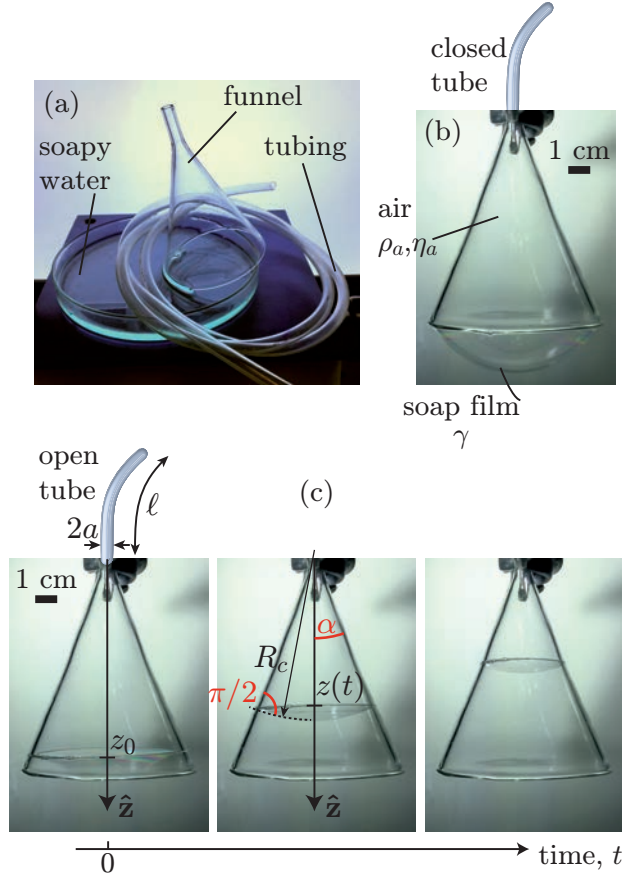 (a)
funnel
soapy
water
tubing
closed
tube
(b)
1 cm
air
ρₐ,ηₐ
soap film
γ
open
tube
ℓ
2a
(c)
1 cm
z₀
ẑ
α
R_c
π/2
z(t)
ẑ
0
time, t